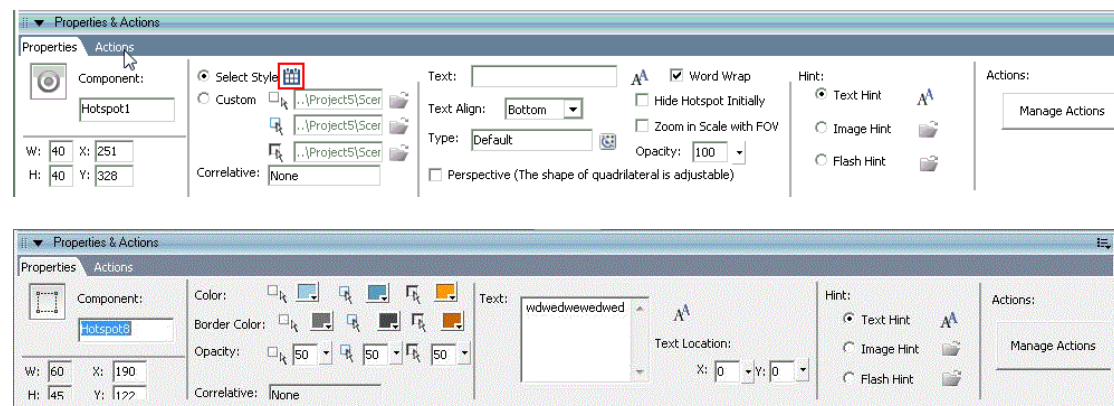 Properties & Actions
Properties Actions
Component:
Hotspot1
W: 40 X: 251
H: 40 Y: 328
Select Style
Custom ..\Project5\Scer
..\Project5\Scer
..\Project5\Scer
Correlative: None
Text:
Text Align: Bottom
Type: Default
Perspective (The shape of quadrilateral is adjustable)
Word Wrap
Hide Hotspot Initially
Zoom in Scale with FOV
Opacity: 100
Hint:
Text Hint
Image Hint
Flash Hint
Actions:
Manage Actions
Properties & Actions
Properties Actions
Component:
Hotspot8
W: 60 X: 190
H: 45 Y: 122
Color:
Border Color:
Opacity: 50 50 50
Correlative: None
Text: wdwedwewedwed
Text Location:
X: 0 Y: 0
Hint:
Text Hint
Image Hint
Flash Hint
Actions:
Manage Actions